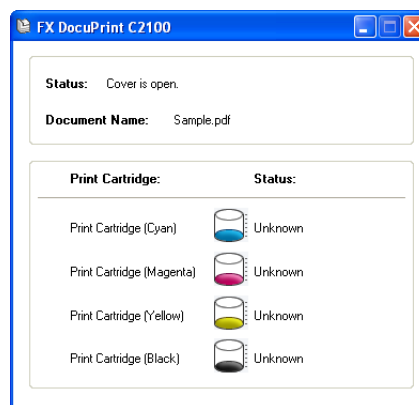 FX DocuPrint C2100
Status: Cover is open.
Document Name: Sample.pdf
Print Cartridge: Status:
Print Cartridge (Cyan) Unknown
Print Cartridge (Magenta) Unknown
Print Cartridge (Yellow) Unknown
Print Cartridge (Black) Unknown